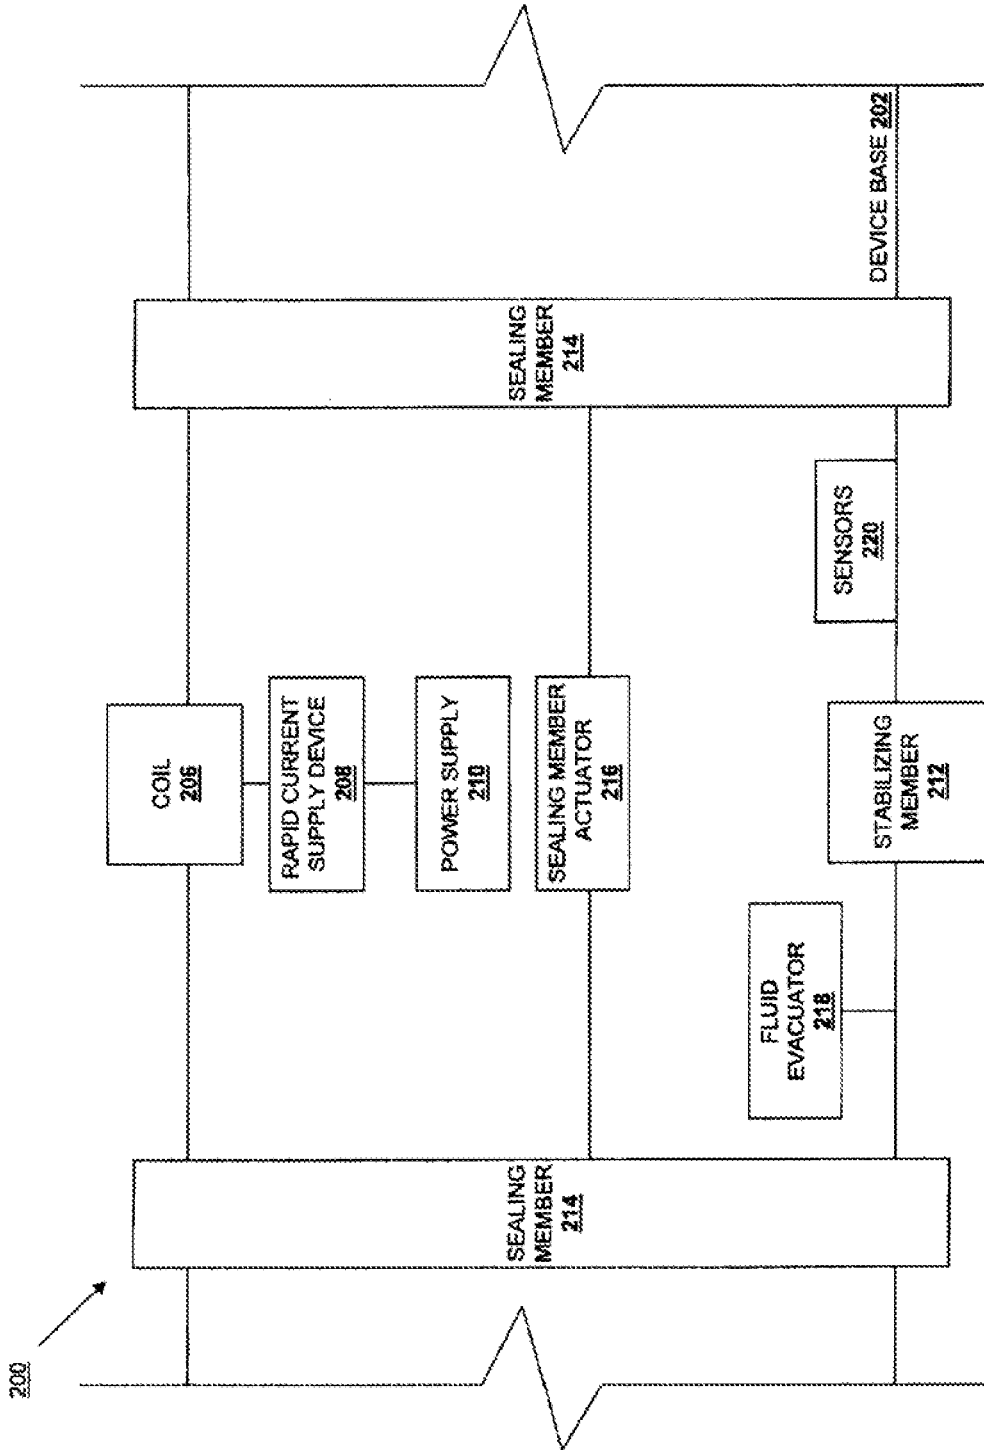 200
COIL
206
RAPID CURRENT
SUPPLY DEVICE
208
POWER SUPPLY
210
SEALING
MEMBER
214
SEALING MEMBER
ACTUATOR
216
SEALING
MEMBER
214
FLUID
EVACUATOR
218
STABILIZING
MEMBER
212
SENSORS
220
DEVICE BASE 202